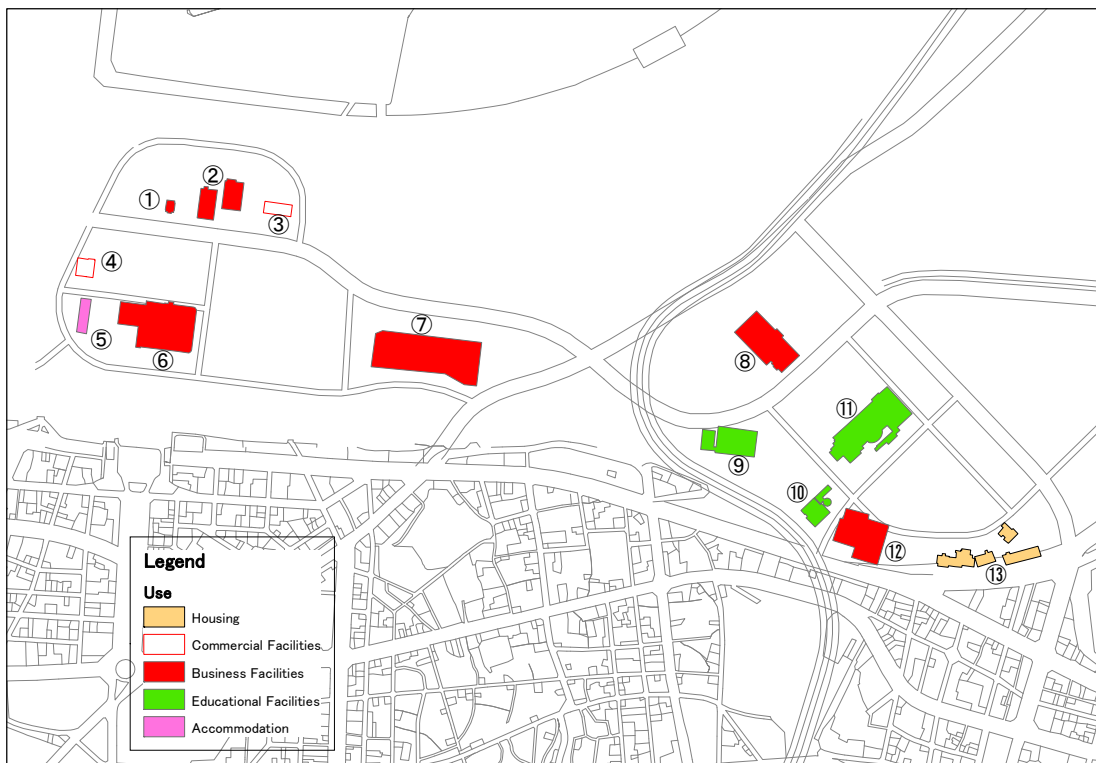 ①
②
③
④
⑤
⑥
⑦
⑧
⑨
⑩
⑪
⑫
⑬
Legend
Use
Housing
Commercial Facilities
Business Facilities
Educational Facilities
Accommodation